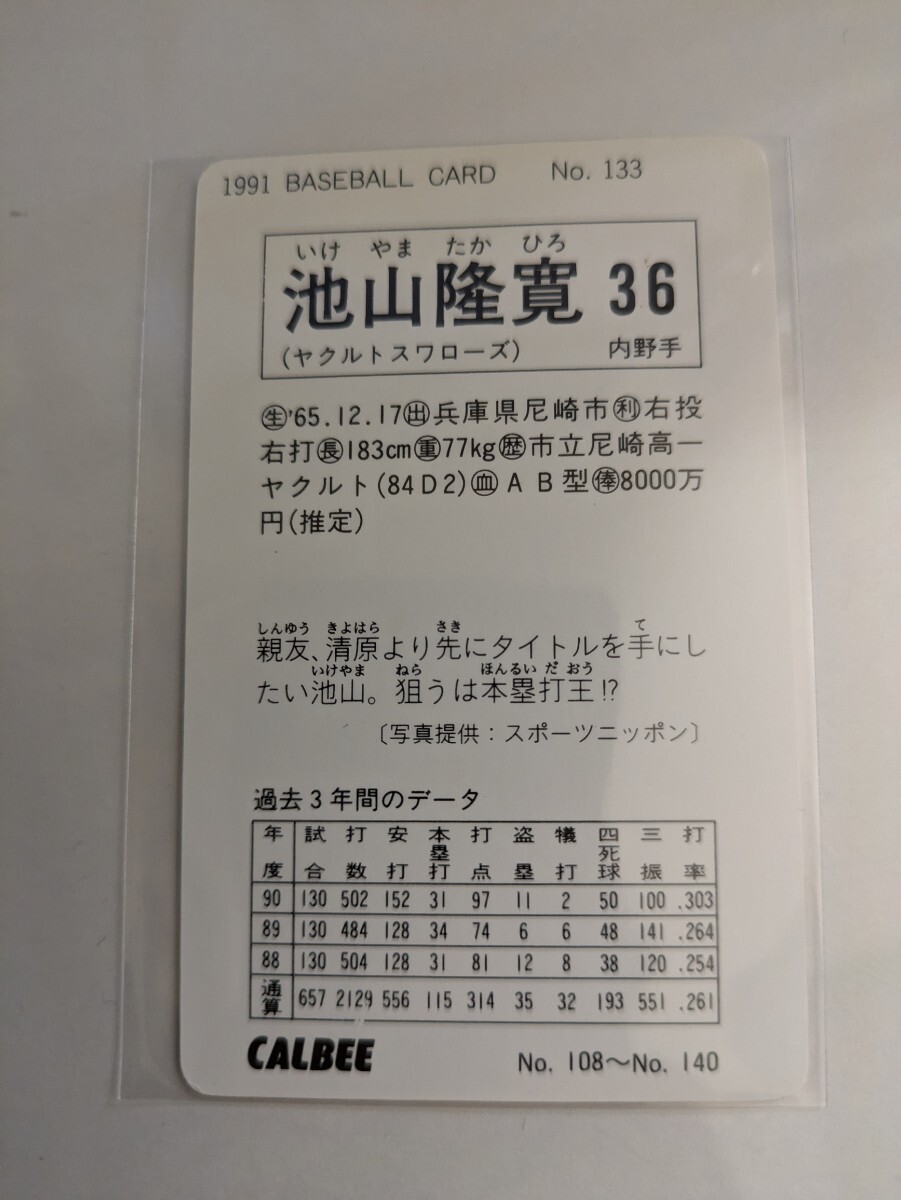 1991 BASEBALL CARD No. 133
いけ やま たか ひろ
池山隆寛 36
(ヤクルトスワローズ) 内野手
㊗生'65.12.17出兵庫県尼崎市利右投
右打長183cm重77kg歴市立尼崎高―
ヤクルト(84D2)血AB型俸8000万
円(推定)
しんゆう きよはら さき て
親友、清原より先にタイトルを手にし
いけやま ねら ほんるい だ おう
たい池山。狙うは本塁打王!?
〔写真提供：スポーツニッポン〕
過去3年間のデータ
年度 試合 打数 安打 本塁打 打点 盗塁 犠打 四死球 三振 打率
90 130 502 152 31 97 11 2 50 100 .303
89 130 484 128 34 74 6 6 48 141 .264
88 130 504 128 31 81 12 8 38 120 .254
通算 657 2129 556 115 314 35 32 193 551 .261
CALBEE No. 108～No. 140